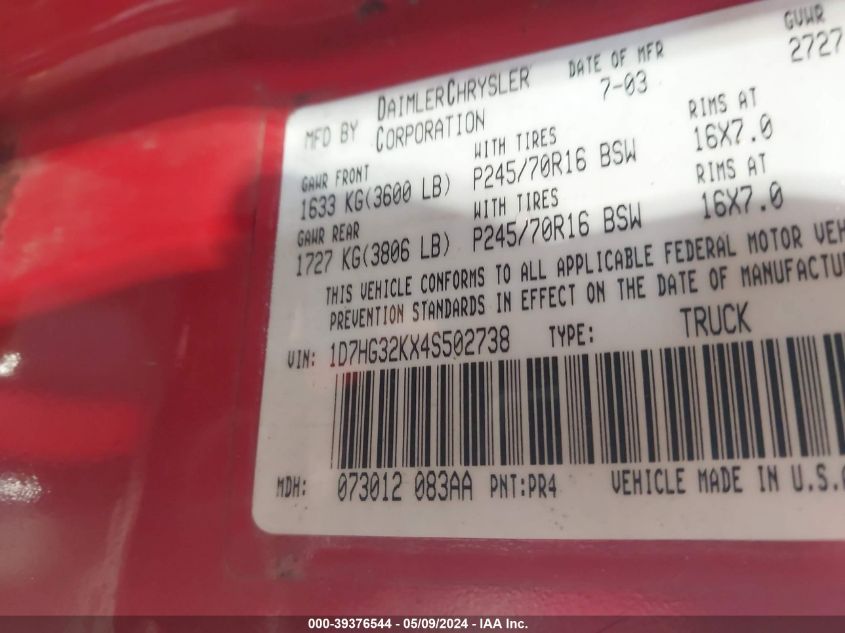 MFD BY DAIMLERCHRYSLER CORPORATION DATE OF MFR 7-03 GVWR 2727
GAWR FRONT WITH TIRES RIMS AT
1633 KG(3600 LB) P245/70R16 BSW 16X7.0
GAWR REAR WITH TIRES RIMS AT
1727 KG(3806 LB) P245/70R16 BSW 16X7.0
THIS VEHICLE CONFORMS TO ALL APPLICABLE FEDERAL MOTOR VEH
PREVENTION STANDARDS IN EFFECT ON THE DATE OF MANUFACTU
VIN: 1D7HG32KX4S502738 TYPE: TRUCK
MDH: 073012 083AA PNT:PR4 VEHICLE MADE IN U.S.A
000-39376544 - 05/09/2024 - IAA Inc.